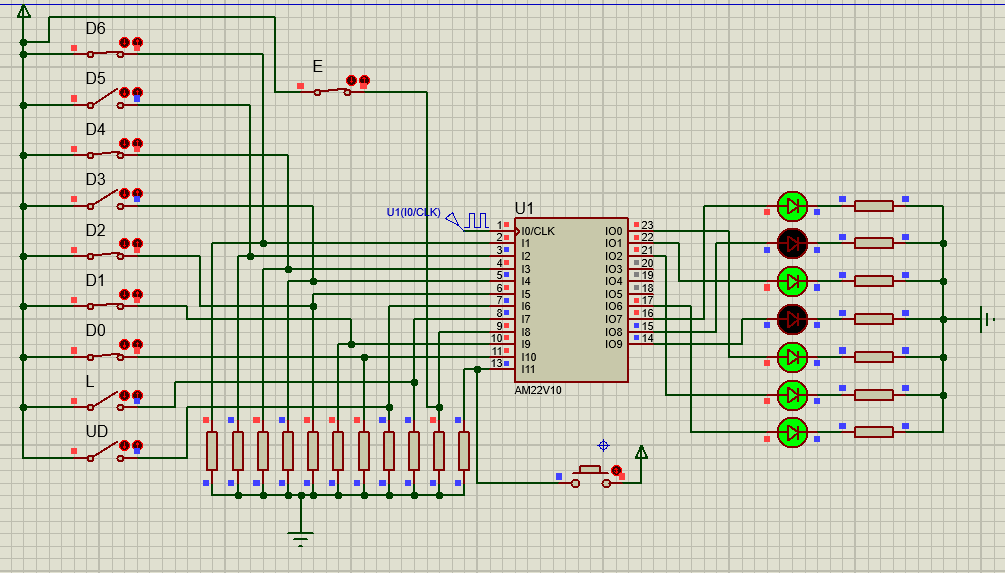 D6
D5
D4
D3
D2
D1
D0
L
UD
E
U1(I0/CLK)
U1
1 I0/CLK IO0 23
2 I1 IO1 22
3 I2 IO2 21
4 I3 IO3 20
5 I4 IO4 19
6 I5 IO5 18
7 I6 IO6 17
8 I7 IO7 16
9 I8 IO8 15
10 I9 IO9 14
11 I10
13 I11
AM22V10